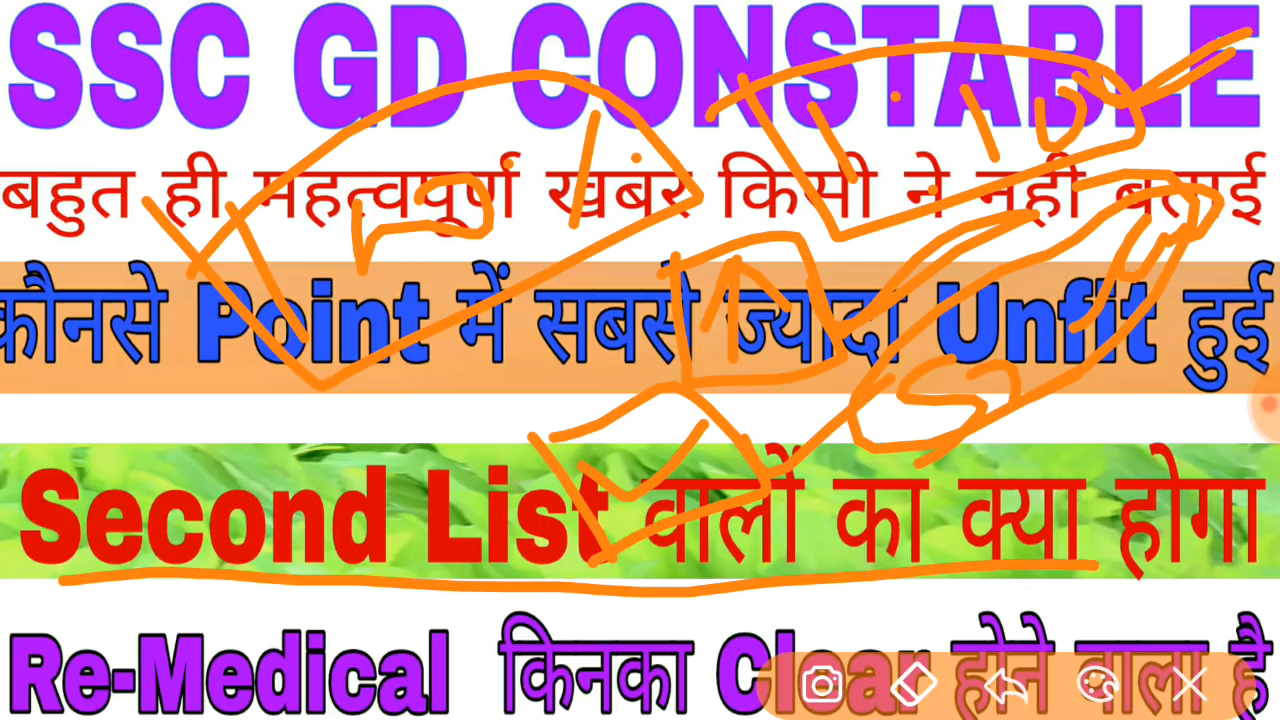 SSC GD CONSTABLE
बहुत ही महत्वपूर्ण खबर किसी ने नहीं बताई
कौनसे Point में सबसे ज्यादा Unfit हुई
Second List वालों का क्या होगा
Re-Medical किनका Clear होने वाला है